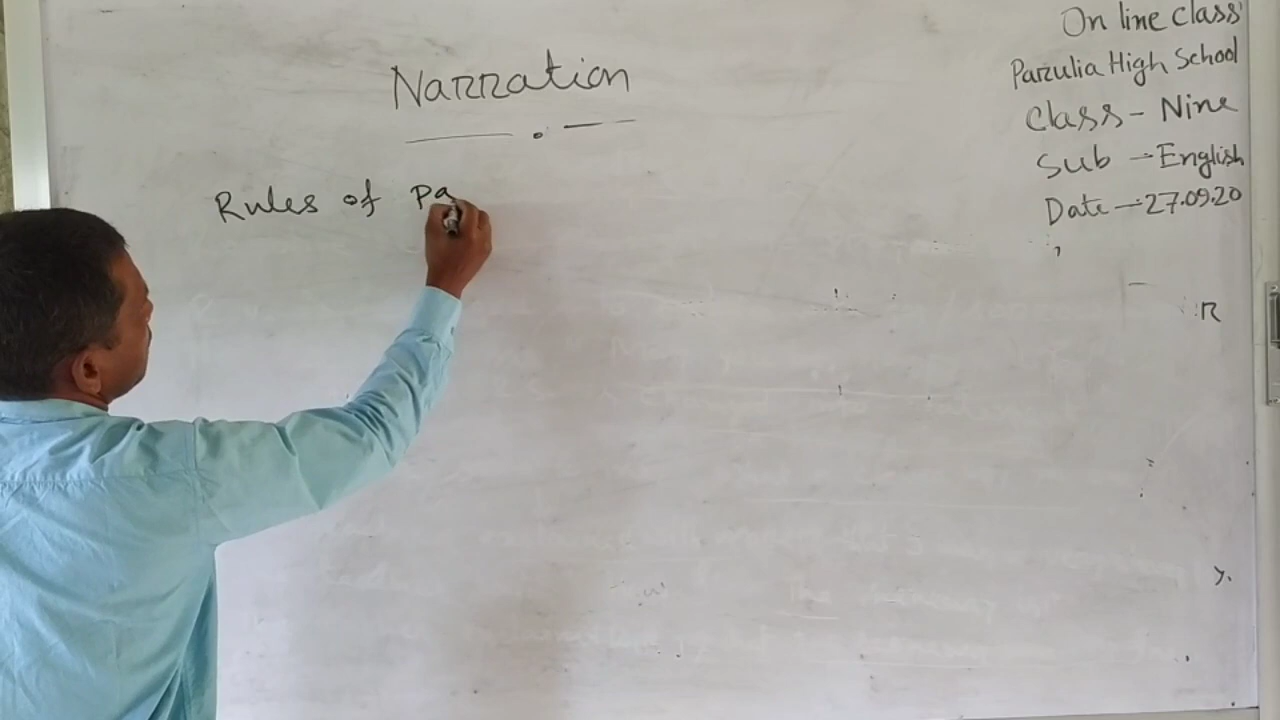 Narration
Rules of Pa
On line class
Parulia High School
Class - Nine
Sub - English
Date - 27.09.20
R